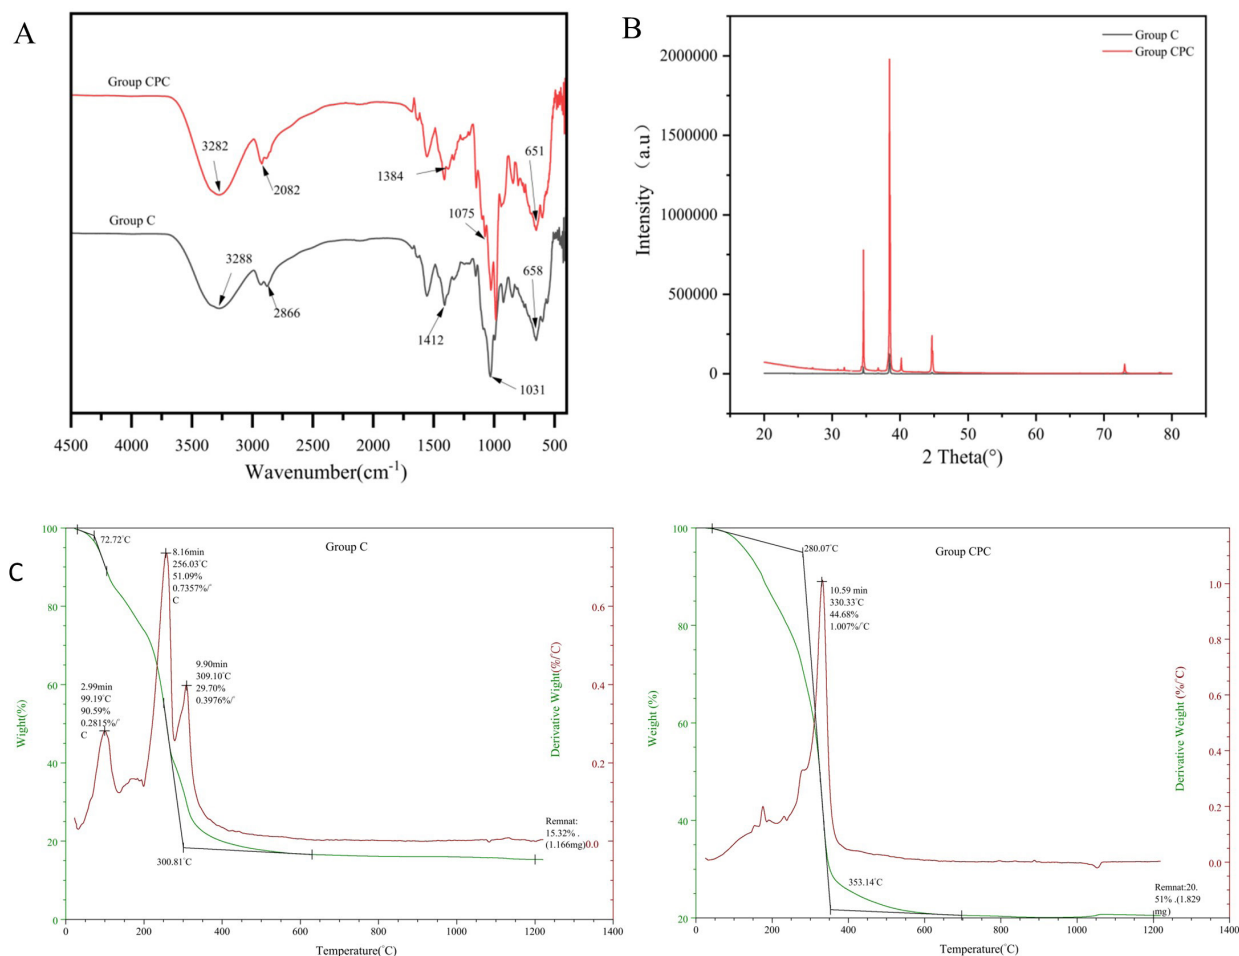 A
Group CPC
3282
2082
1384
1075
651
Group C
3288
2866
1412
1031
658
4500 4000 3500 3000 2500 2000 1500 1000 500
Wavenumber(cm-1)
B
Group C
Group CPC
2000000
1500000
1000000
500000
0
Intensity （a.u）
20 30 40 50 60 70 80
2 Theta(°)
C
Group C
100
80
60
40
20
0
Wight(%)
72.72°C
8.16min
256.03°C
51.09%
0.7357%/°
C
9.90min
309.10°C
29.70%
0.3976%/°
2.99min
99.19°C
90.59%
0.2815%/°
C
300.81°C
Remnat:
15.32% .
(1.166mg)
0.6
0.4
0.2
0.0
Derivative Wight(%/°C)
0 200 400 600 800 1000 1200 1400
Temperature(°C)
Group CPC
100
80
60
40
20
Weight (%)
280.07°C
10.59 min
330.33°C
44.68%
1.007%/°C
353.14°C
Remnat:20.
51% .(1.829
mg)
1.0
0.8
0.6
0.4
0.2
0.0
Derivative Weight (%/°C)
0 200 400 600 800 1000 1200 1400
Temperature(°C)